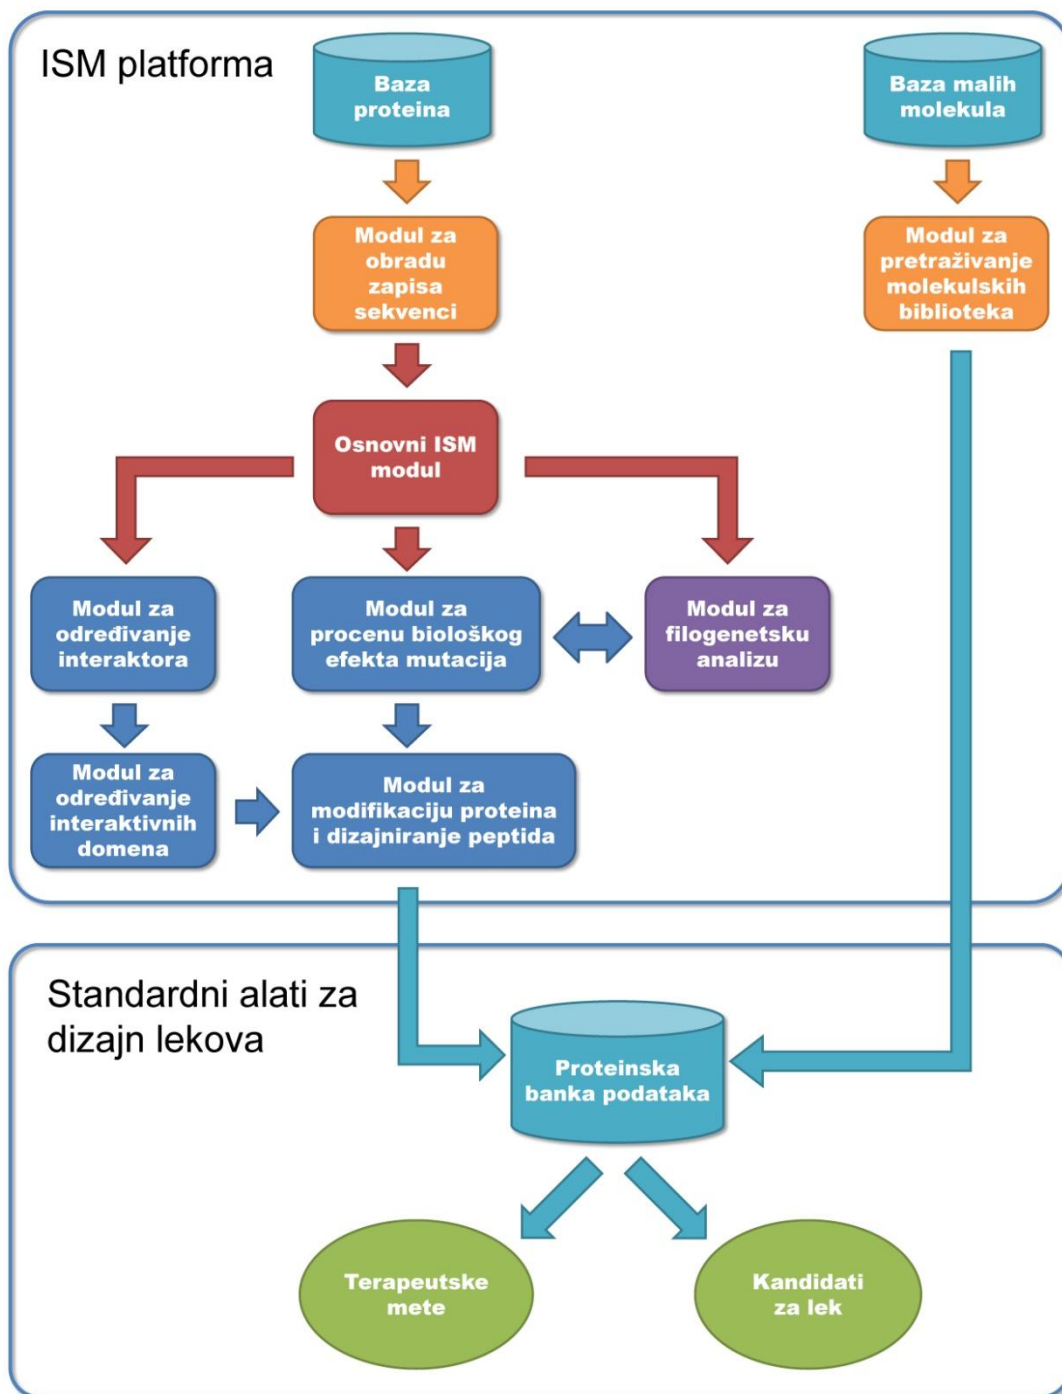 ISM platforma
Baza
proteina
Baza malih
molekula
Modul za
obradu
zapisa
sekvenci
Modul za
pretraživanje
molekulskih
biblioteka
Osnovni ISM
modul
Modul za
određivanje
interaktora
Modul za
procenu biološkog
efekta mutacija
Modul za
filogenetsku
analizu
Modul za
određivanje
interaktivnih
domena
Modul za
modifikaciju proteina
i dizajniranje peptida
Standardni alati za
dizajn lekova
Proteinska
banka podataka
Terapeutske
mete
Kandidati
za lek